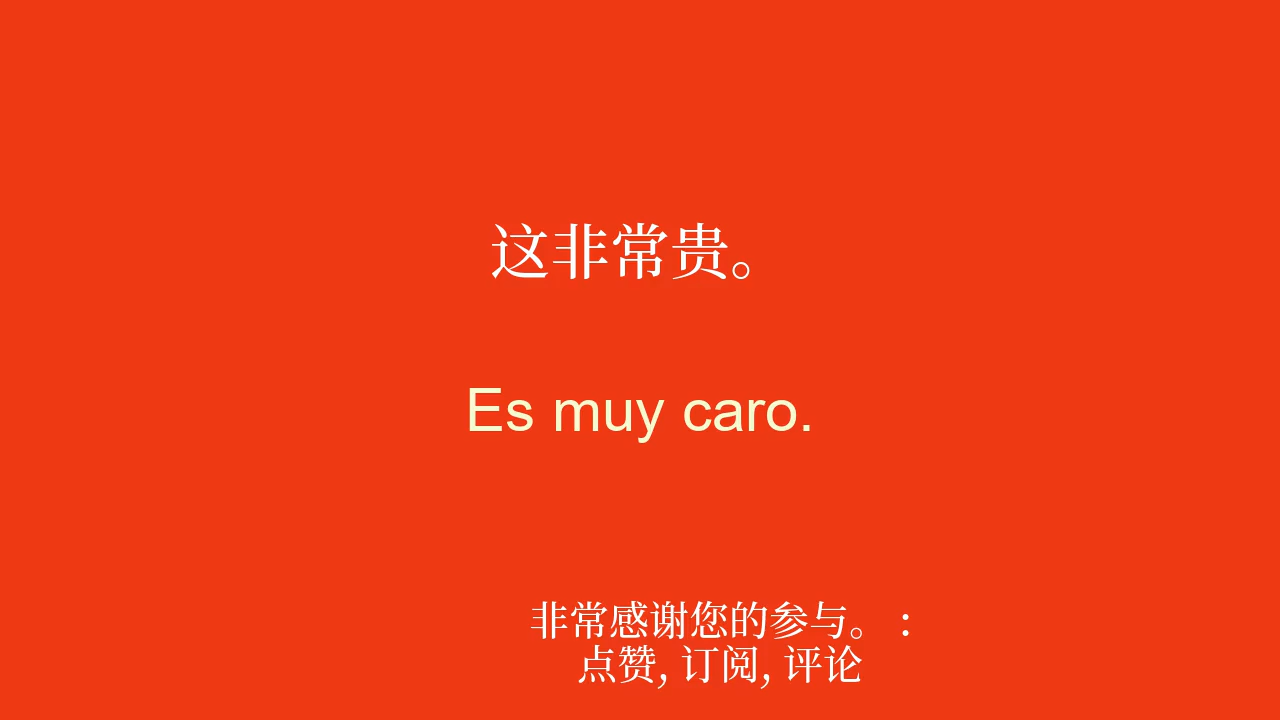 这非常贵。
Es muy caro.
非常感谢您的参与。 :
点赞, 订阅, 评论